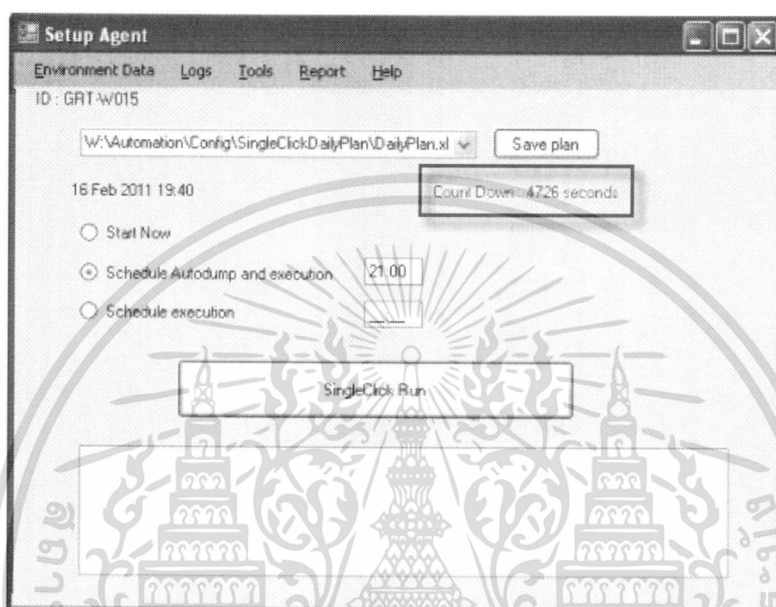 Setup Agent
Environment Data Logs Tools Report Help
ID : GRT-W015
W:\Automation\Config\SingleClickDailyPlan\DailyPlan.xl Save plan
16 Feb 2011 19:40 Count Down : 4726 seconds
Start Now
Schedule Autodump and execution 21:00
Schedule execution __:__
SingleClick Run